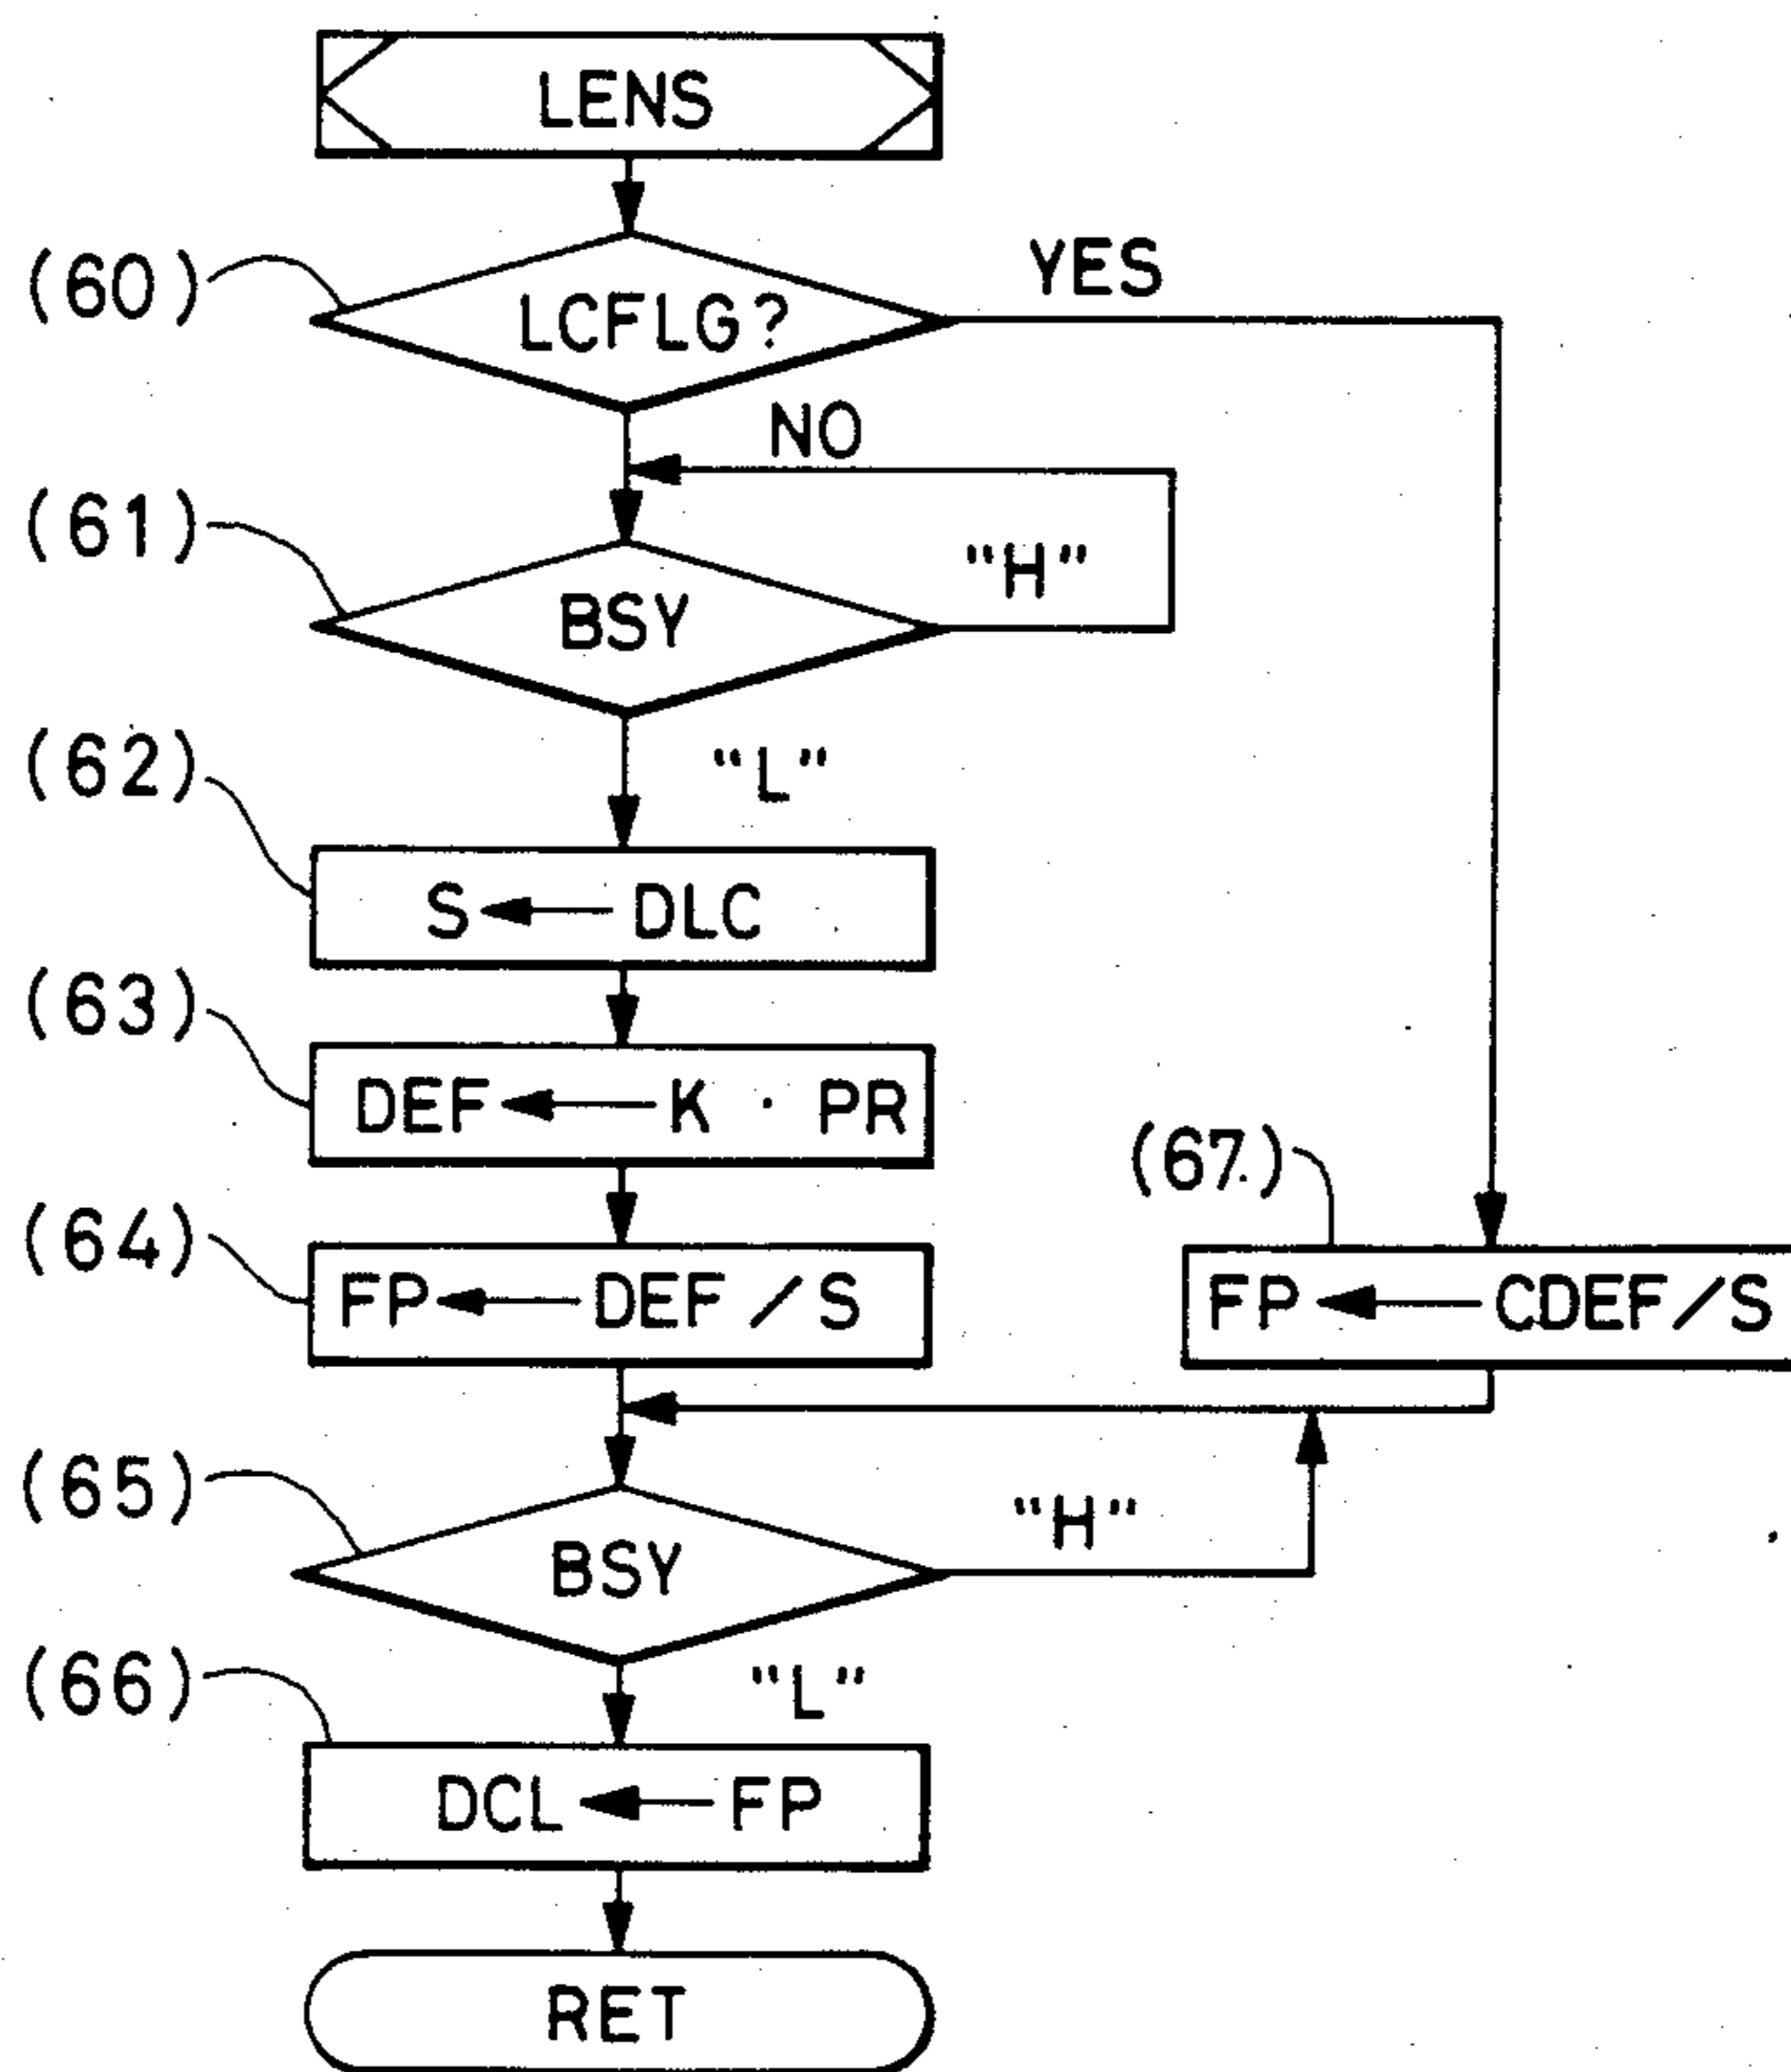 LENS
(60)
LCFLG?
YES
NO
(61)
BSY
"H"
(62)
"L"
S ← DLC
(63)
DEF ← K · PR
(67)
(64)
FP ← DEF / S
FP ← CDEF/S
(65)
BSY
"H"
(66)
"L"
DCL ← FP
RET